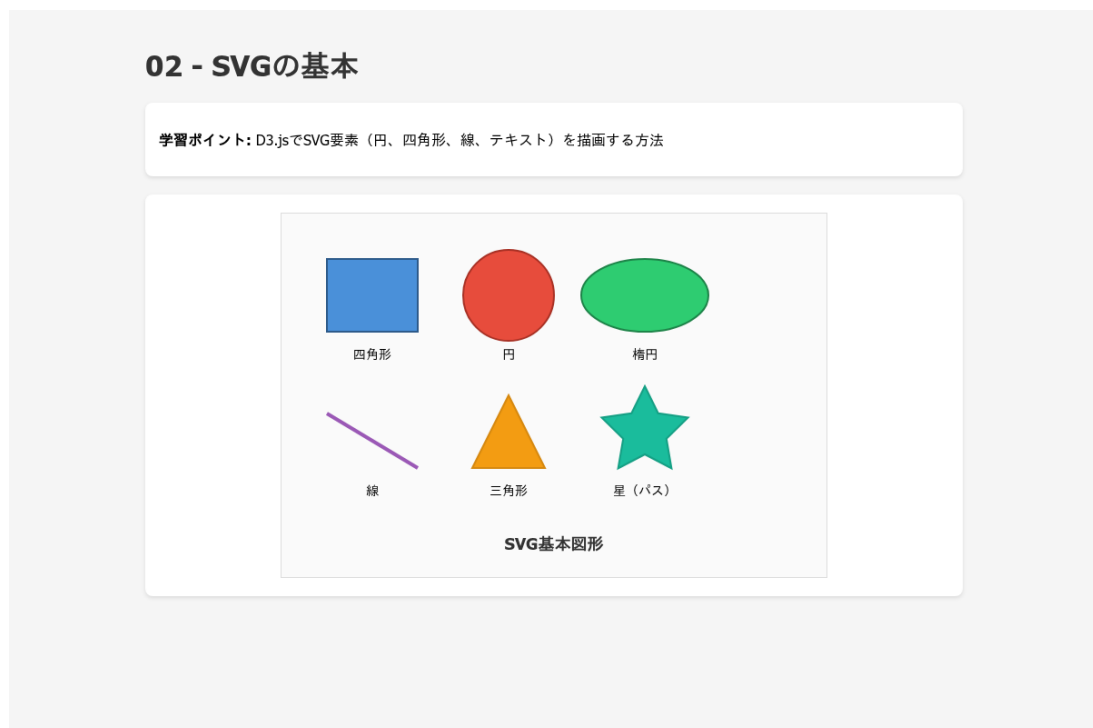 02 - SVGの基本
学習ポイント: D3.jsでSVG要素（円、四角形、線、テキスト）を描画する方法
四角形
円
楕円
線
三角形
星（パス）
SVG基本図形